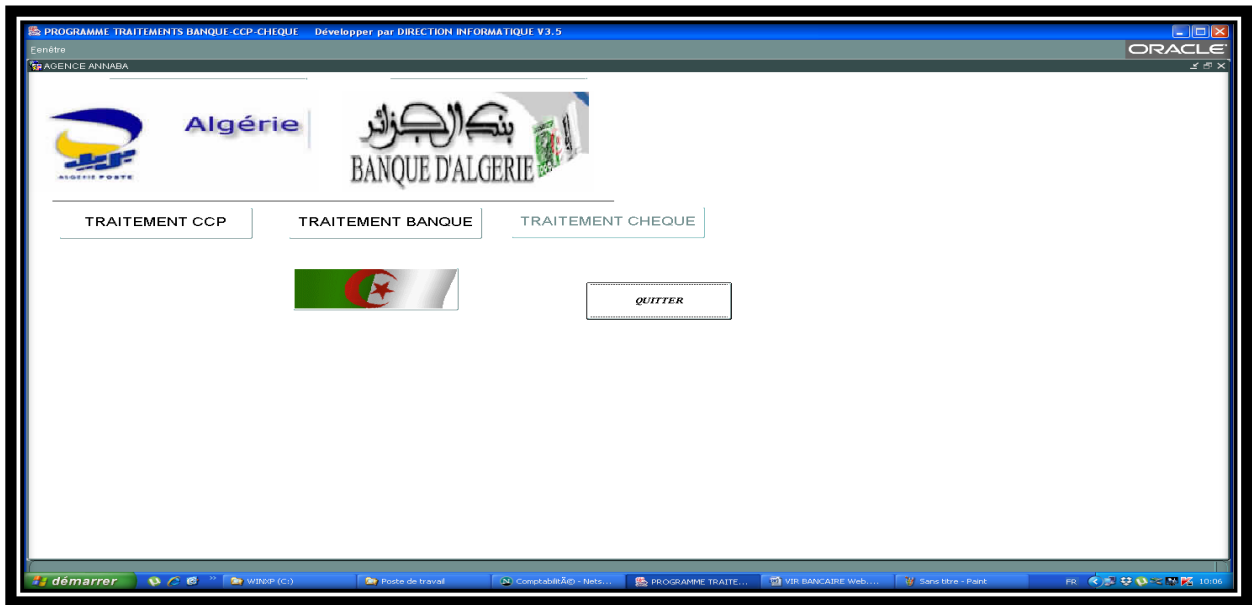 PROGRAMME TRAITEMENTS BANQUE-CCP-CHEQUE Développer par DIRECTION INFORMATIQUE V3.5
Fenêtre
ORACLE
AGENCE ANNABA
Algérie
ALGERIE POSTE
بنك الجزائر
BANQUE D'ALGERIE
TRAITEMENT CCP
TRAITEMENT BANQUE
TRAITEMENT CHEQUE
QUITTER
démarrer
WINXP (C:)
Poste de travail
ComptabilitÃ© - Nets...
PROGRAMME TRAITE...
VIR BANCAIRE Web....
Sans titre - Paint
FR
10:06